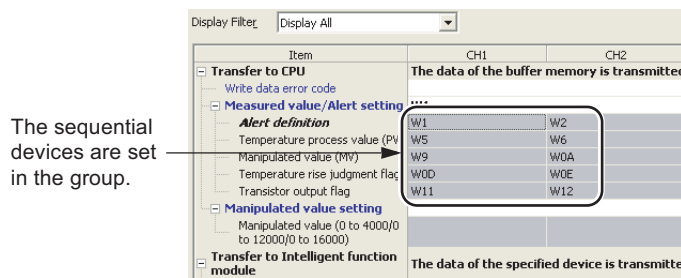 Display Filter Display All
Item CH1 CH2
Transfer to CPU The data of the buffer memory is transmitted
Write data error code
Measured value/Alert setting
Alert definition W1 W2
Temperature process value (PV W5 W6
Manipulated value (MV) W9 W0A
Temperature rise judgment flag W0D W0E
Transistor output flag W11 W12
Manipulated value setting
Manipulated value (0 to 4000/0
to 12000/0 to 16000)
Transfer to Intelligent function
module The data of the specified device is transmitte
The sequential
devices are set
in the group.